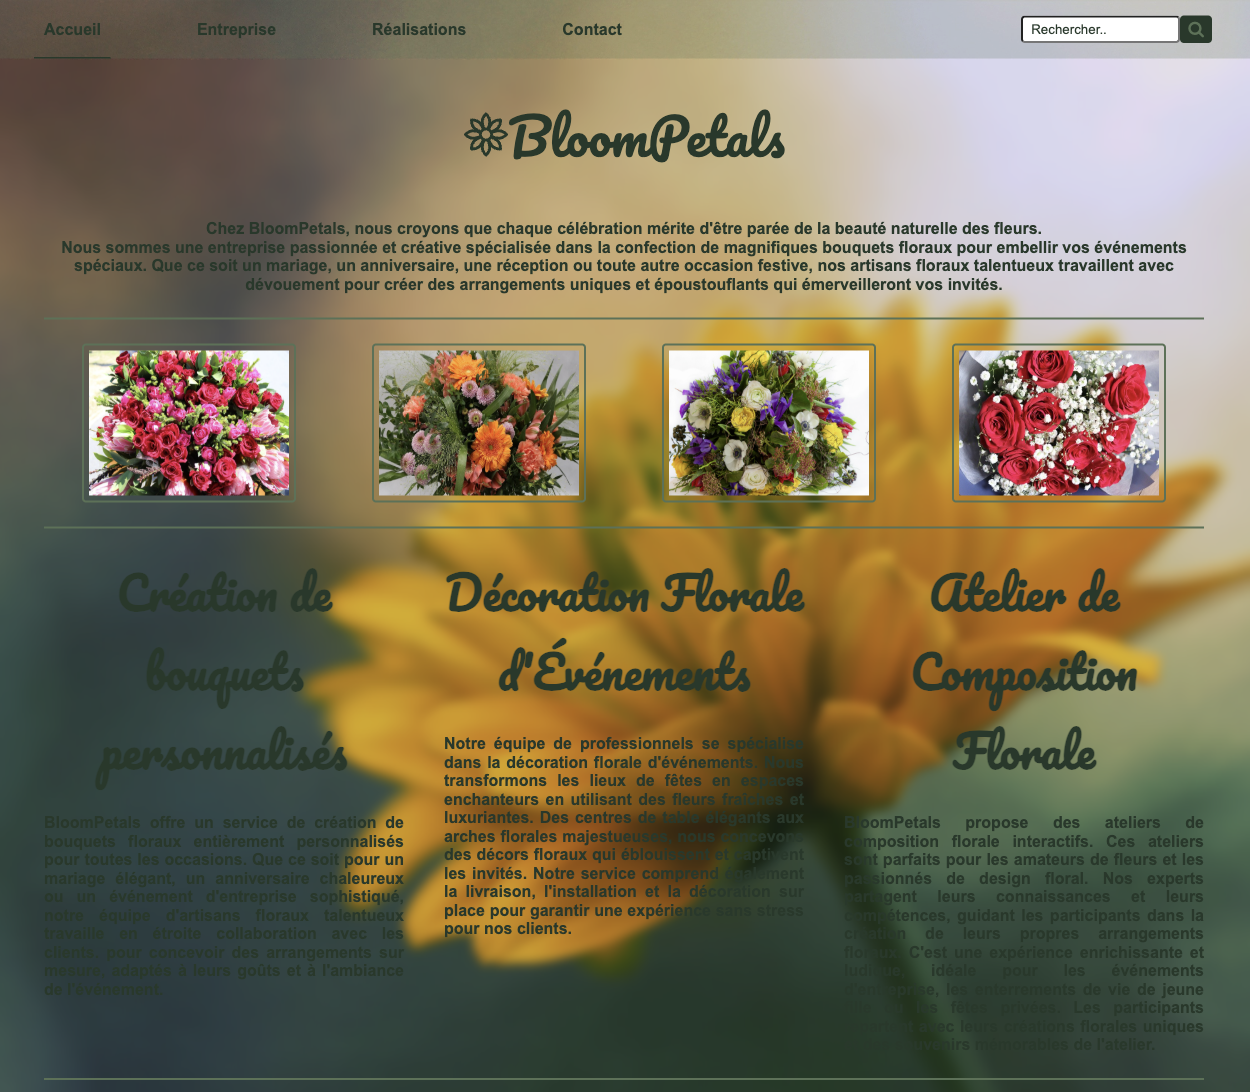 Accueil
Entreprise
Réalisations
Contact
Rechercher..
BloomPetals
Chez BloomPetals, nous croyons que chaque célébration mérite d'être parée de la beauté naturelle des fleurs.
Nous sommes une entreprise passionnée et créative spécialisée dans la confection de magnifiques bouquets floraux pour embellir vos événements
spéciaux. Que ce soit un mariage, un anniversaire, une réception ou toute autre occasion festive, nos artisans floraux talentueux travaillent avec
dévouement pour créer des arrangements uniques et époustouflants qui émerveilleront vos invités.
Création de
bouquets
personnalisés
BloomPetals offre un service de création de
bouquets floraux entièrement personnalisés
pour toutes les occasions. Que ce soit pour un
mariage élégant, un anniversaire chaleureux
ou un événement d'entreprise sophistiqué,
notre équipe d'artisans floraux talentueux
travaille en étroite collaboration avec les
clients pour concevoir des arrangements sur
mesure, adaptés à leurs goûts et à l'ambiance
de l'événement.
Décoration Florale
d'Événements
Notre équipe de professionnels se spécialise
dans la décoration florale d'événements. Nous
transformons les lieux de fêtes en espaces
enchanteurs en utilisant des fleurs fraîches et
luxuriantes. Des centres de table élégants aux
arches florales majestueuses, nous concevons
des décors floraux qui éblouissent et captivent
les invités. Notre service comprend également
la livraison, l'installation et la décoration sur
place pour garantir une expérience sans stress
pour nos clients.
Atelier de
Composition
Florale
BloomPetals propose des ateliers de
composition florale interactifs. Ces ateliers
sont parfaits pour les amateurs de fleurs et les
passionnés de design floral. Nos experts
partagent leurs connaissances et leurs
compétences, guidant les participants dans la
création de leurs propres arrangements
floraux. C'est une expérience enrichissante et
ludique, idéale pour les événements
d'entreprise, les enterrements de vie de jeune
fêtes privées. Les participants
avec leurs créations florales uniques
souvenirs mémorables de l'atelier.